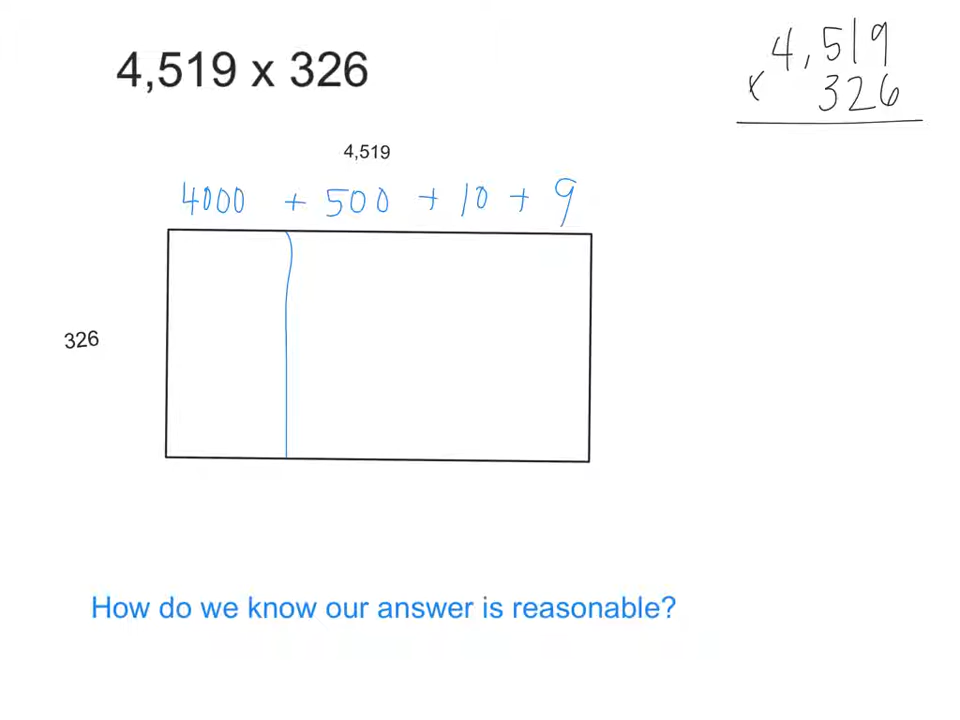 4,519 x 326
4,519
x 326
4,519
4000 + 500 + 10 + 9
326
How do we know our answer is reasonable?